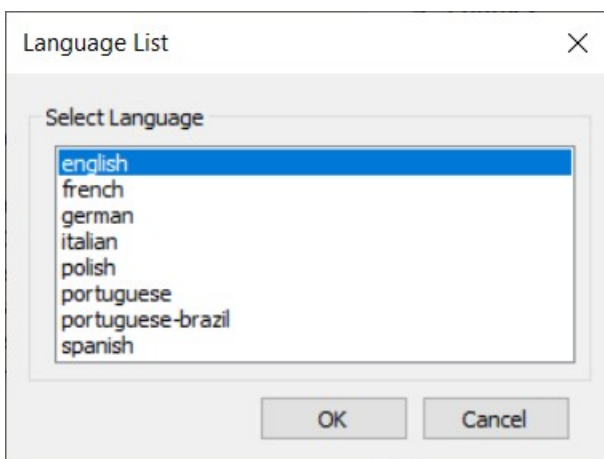 Language List
Select Language
english
french
german
italian
polish
portuguese
portuguese-brazil
spanish
OK Cancel